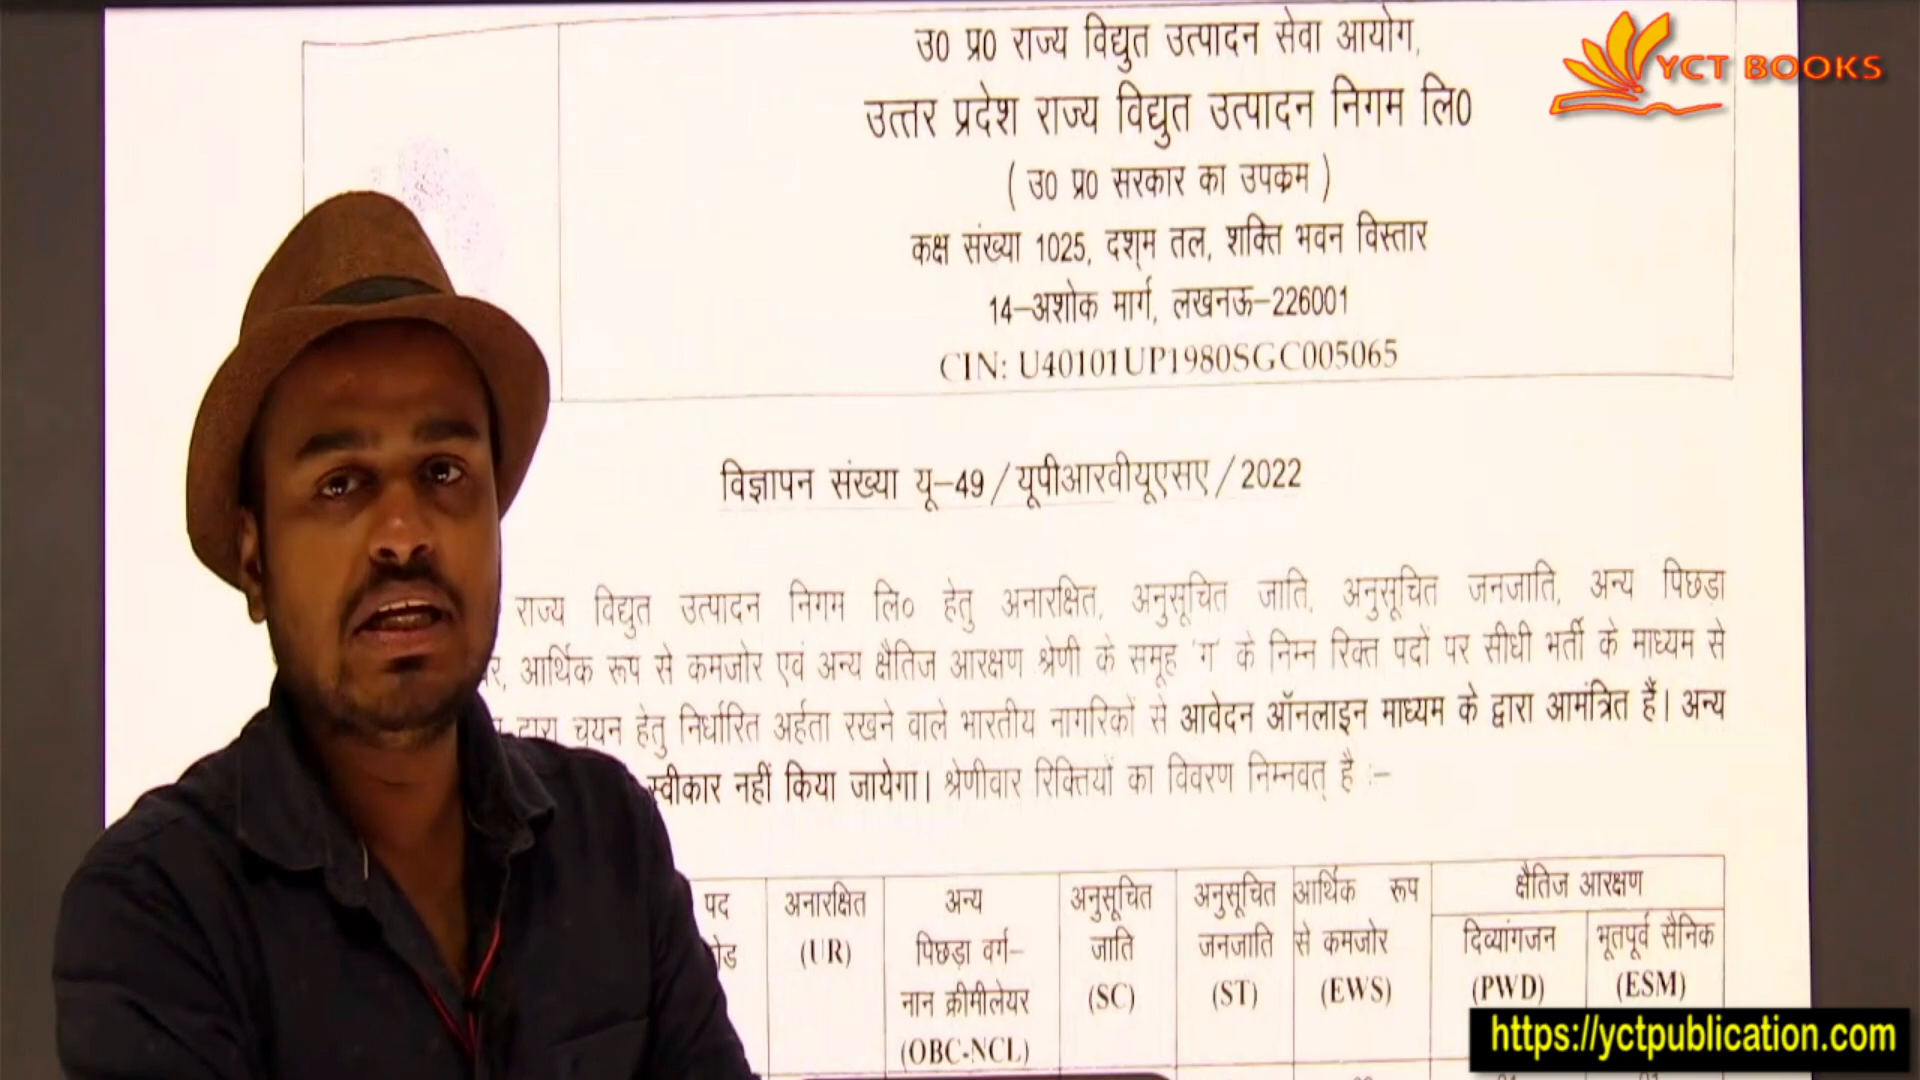 उ0 प्र0 राज्य विद्युत उत्पादन सेवा आयोग,
उत्तर प्रदेश राज्य विद्युत उत्पादन निगम लि0
( उ0 प्र0 सरकार का उपक्रम )
कक्ष संख्या 1025, दश्म तल, शक्ति भवन विस्तार
14–अशोक मार्ग, लखनऊ–226001
CIN: U40101UP1980SGC005065
YCT BOOKS
विज्ञापन संख्या यू–49/यूपीआरवीयूएसए/2022
राज्य विद्युत उत्पादन निगम लि० हेतु अनारक्षित, अनुसूचित जाति, अनुसूचित जनजाति, अन्य पिछड़ा
आर्थिक रूप से कमजोर एवं अन्य क्षैतिज आरक्षण श्रेणी के समूह 'ग' के निम्न रिक्त पदों पर सीधी भर्ती के माध्यम से
द्वारा चयन हेतु निर्धारित अर्हता रखने वाले भारतीय नागरिकों से आवेदन ऑनलाइन माध्यम के द्वारा आमंत्रित हैं। अन्य
स्वीकार नहीं किया जायेगा। श्रेणीवार रिक्तियों का विवरण निम्नवत् है :–
पद
अनारक्षित (UR)
अन्य पिछड़ा वर्ग– नान क्रीमीलेयर (OBC-NCL)
अनुसूचित जाति (SC)
अनुसूचित जनजाति (ST)
आर्थिक रूप से कमजोर (EWS)
क्षैतिज आरक्षण
दिव्यांगजन (PWD)
भूतपूर्व सैनिक (ESM)
https://yctpublication.com